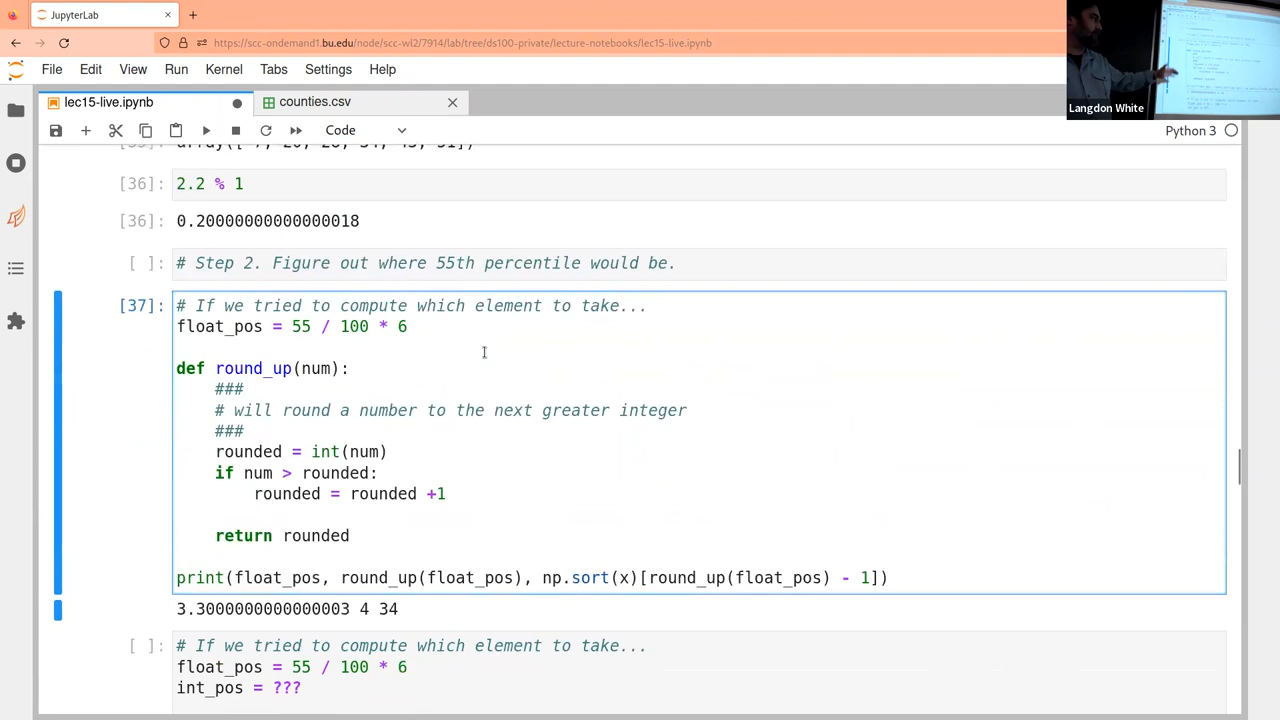 JupyterLab
https://scc-ondemand1.bu.edu/node/scc-wl2/7914/lab/tree/ds100-private/lecture-notebooks/lec15-live.ipynb
File Edit View Run Kernel Tabs Settings Help
Langdon White
lec15-live.ipynb
counties.csv
Code
Python 3
[36]: 2.2 % 1
[36]: 0.20000000000000018
[ ]: # Step 2. Figure out where 55th percentile would be.
[37]: # If we tried to compute which element to take...
float_pos = 55 / 100 * 6
def round_up(num):
###
# will round a number to the next greater integer
###
rounded = int(num)
if num > rounded:
rounded = rounded +1
return rounded
print(float_pos, round_up(float_pos), np.sort(x)[round_up(float_pos) - 1])
3.3000000000000003 4 34
[ ]: # If we tried to compute which element to take...
float_pos = 55 / 100 * 6
int_pos = ???